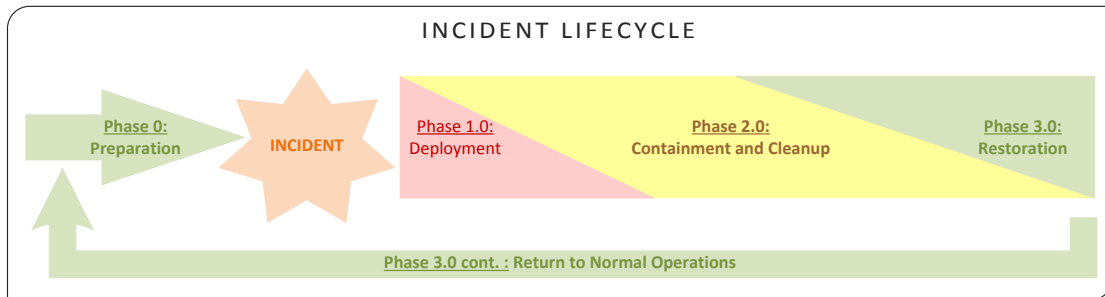 INCIDENT LIFECYCLE
Phase 0:
Preparation
INCIDENT
Phase 1.0:
Deployment
Phase 2.0:
Containment and Cleanup
Phase 3.0:
Restoration
Phase 3.0 cont. : Return to Normal Operations